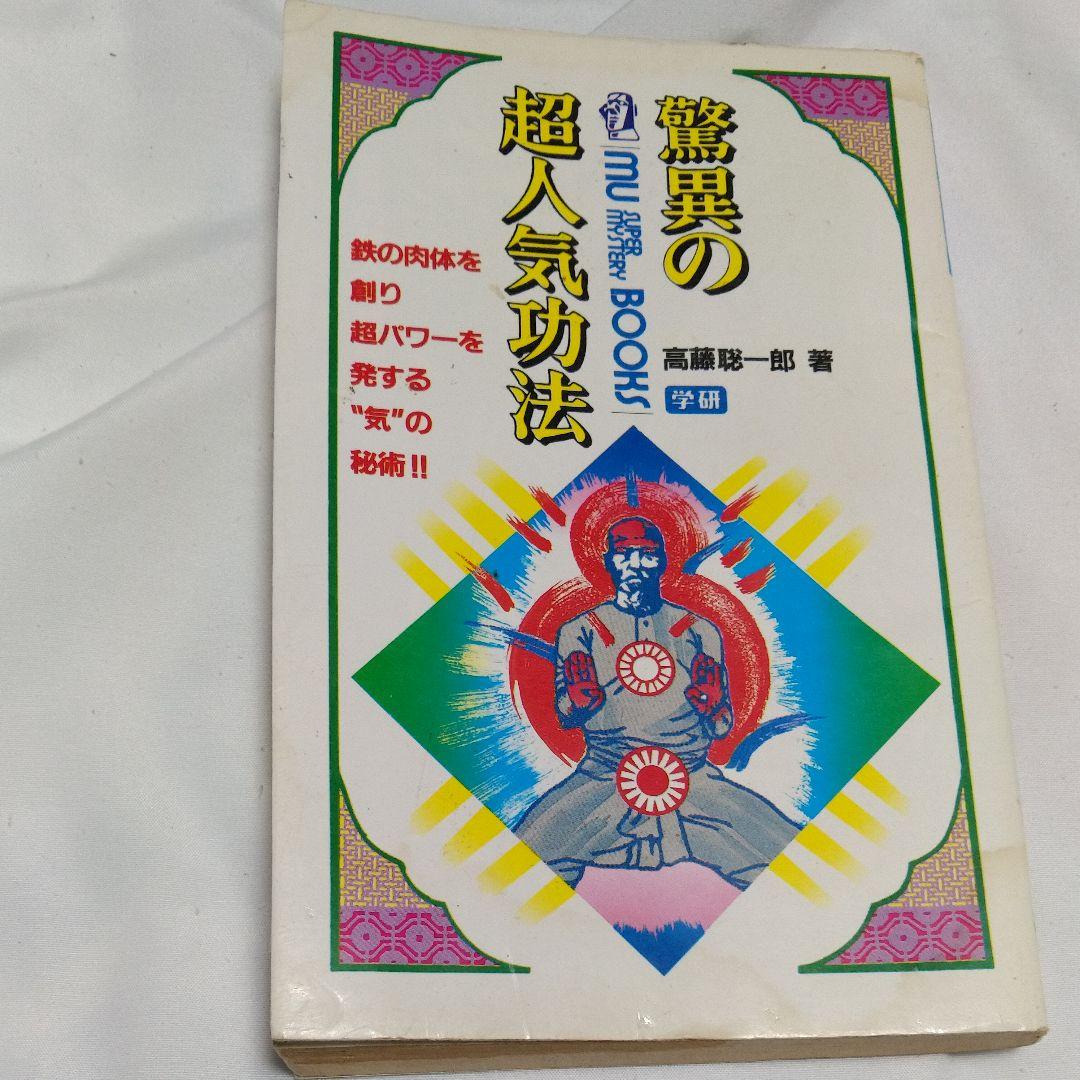 驚異の
超人気功法
MU SUPER MYSTERY BOOKS
高藤聡一郎 著
学研
鉄の肉体を
創り
超パワーを
発する
“気”の
秘術!!